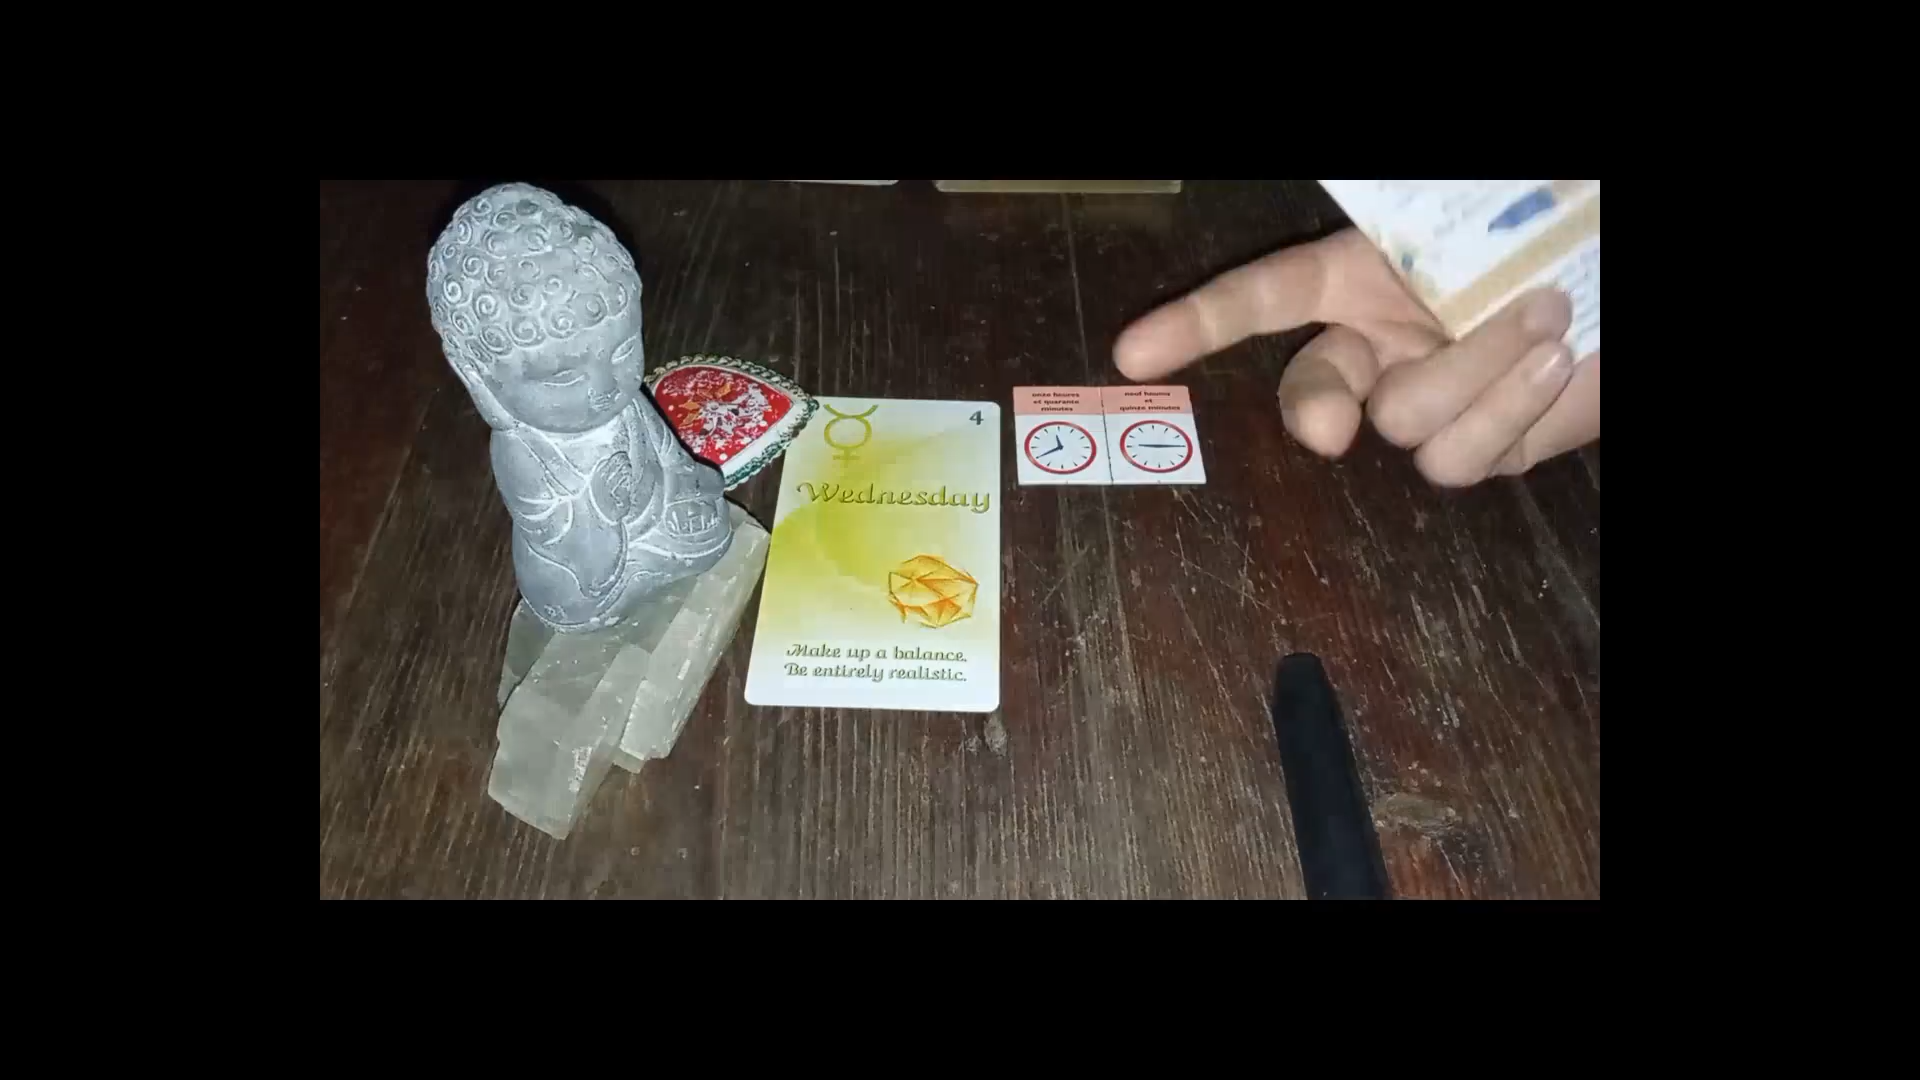 4
Wednesday
Make up a balance.
Be entirely realistic.
onze heures
et quarante
minutes
neuf heures
et
quinze minutes